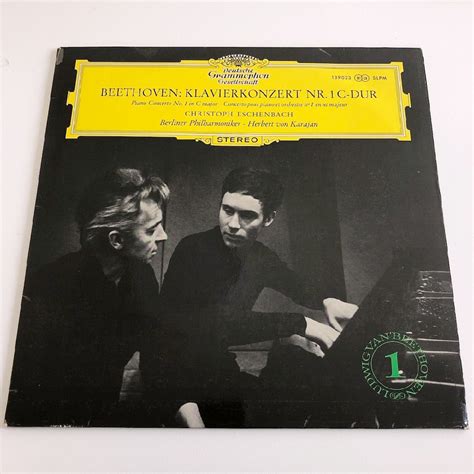 Deutsche
Grammophon
Gesellschaft
139023 SLPM
BEETHOVEN: KLAVIERKONZERT NR. 1 C-DUR
Piano Concerto No. 1 in C major · Concerto pour piano et orchestre nº 1 en ut majeur
CHRISTOPH ESCHENBACH
Berliner Philharmoniker · Herbert von Karajan
STEREO
LUDWIG VAN BEETHOVEN
1